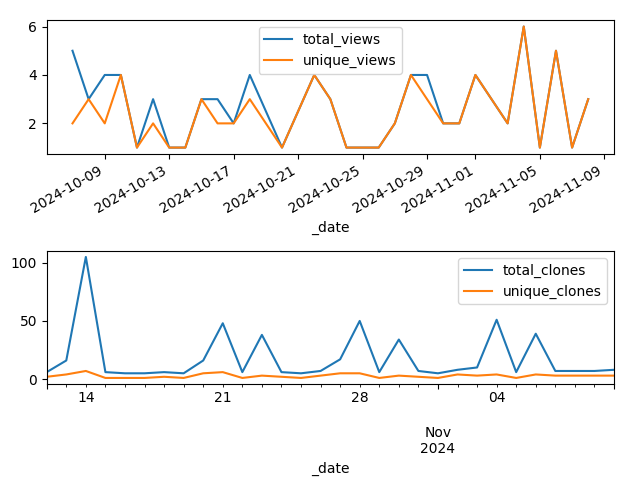 total_views
unique_views
6
4
2
2024-10-09
2024-10-13
2024-10-17
2024-10-21
2024-10-25
2024-10-29
2024-11-01
2024-11-05
2024-11-09
_date
total_clones
unique_clones
100
50
0
14
21
28
04
Nov
2024
_date